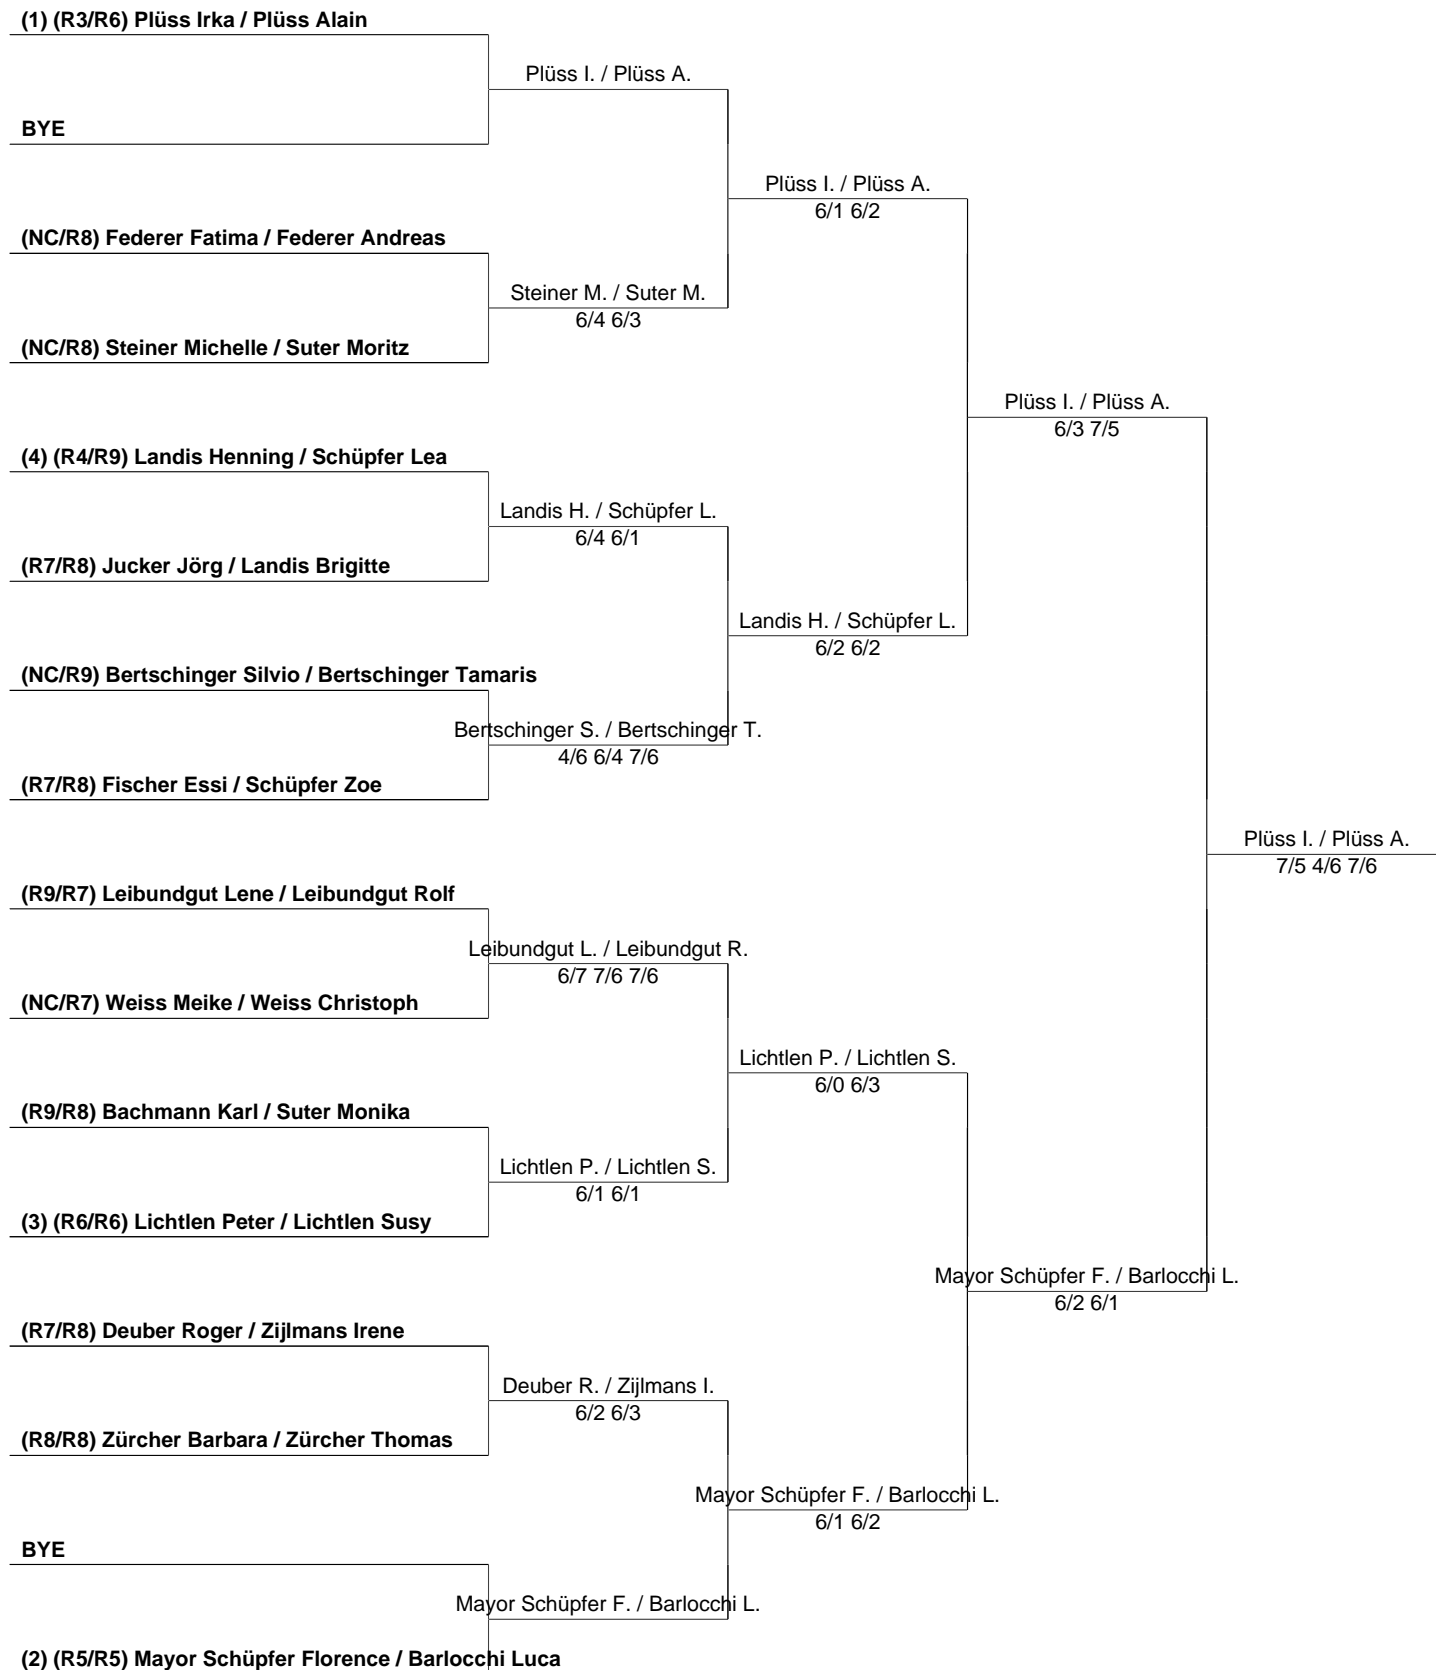 (1) (R3/R6) Plüss Irka / Plüss Alain
Plüss I. / Plüss A.
BYE
Plüss I. / Plüss A.
6/1 6/2
(NC/R8) Federer Fatima / Federer Andreas
Steiner M. / Suter M.
6/4 6/3
(NC/R8) Steiner Michelle / Suter Moritz
Plüss I. / Plüss A.
6/3 7/5
(4) (R4/R9) Landis Henning / Schüpfer Lea
Landis H. / Schüpfer L.
6/4 6/1
(R7/R8) Jucker Jörg / Landis Brigitte
Landis H. / Schüpfer L.
6/2 6/2
(NC/R9) Bertschinger Silvio / Bertschinger Tamaris
Bertschinger S. / Bertschinger T.
4/6 6/4 7/6
(R7/R8) Fischer Essi / Schüpfer Zoe
Plüss I. / Plüss A.
7/5 4/6 7/6
(R9/R7) Leibundgut Lene / Leibundgut Rolf
Leibundgut L. / Leibundgut R.
6/7 7/6 7/6
(NC/R7) Weiss Meike / Weiss Christoph
Lichtlen P. / Lichtlen S.
6/0 6/3
(R9/R8) Bachmann Karl / Suter Monika
Lichtlen P. / Lichtlen S.
6/1 6/1
(3) (R6/R6) Lichtlen Peter / Lichtlen Susy
Mayor Schüpfer F. / Barlocchi L.
6/2 6/1
(R7/R8) Deuber Roger / Zijlmans Irene
Deuber R. / Zijlmans I.
6/2 6/3
(R8/R8) Zürcher Barbara / Zürcher Thomas
Mayor Schüpfer F. / Barlocchi L.
6/1 6/2
BYE
Mayor Schüpfer F. / Barlocchi L.
(2) (R5/R5) Mayor Schüpfer Florence / Barlocchi Luca